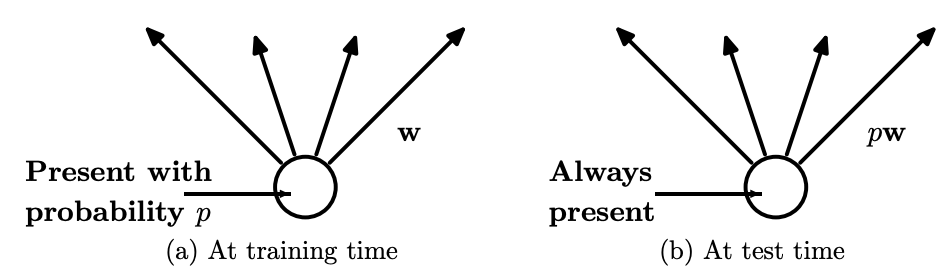 w
Present with
probability p
(a) At training time
pw
Always
present
(b) At test time